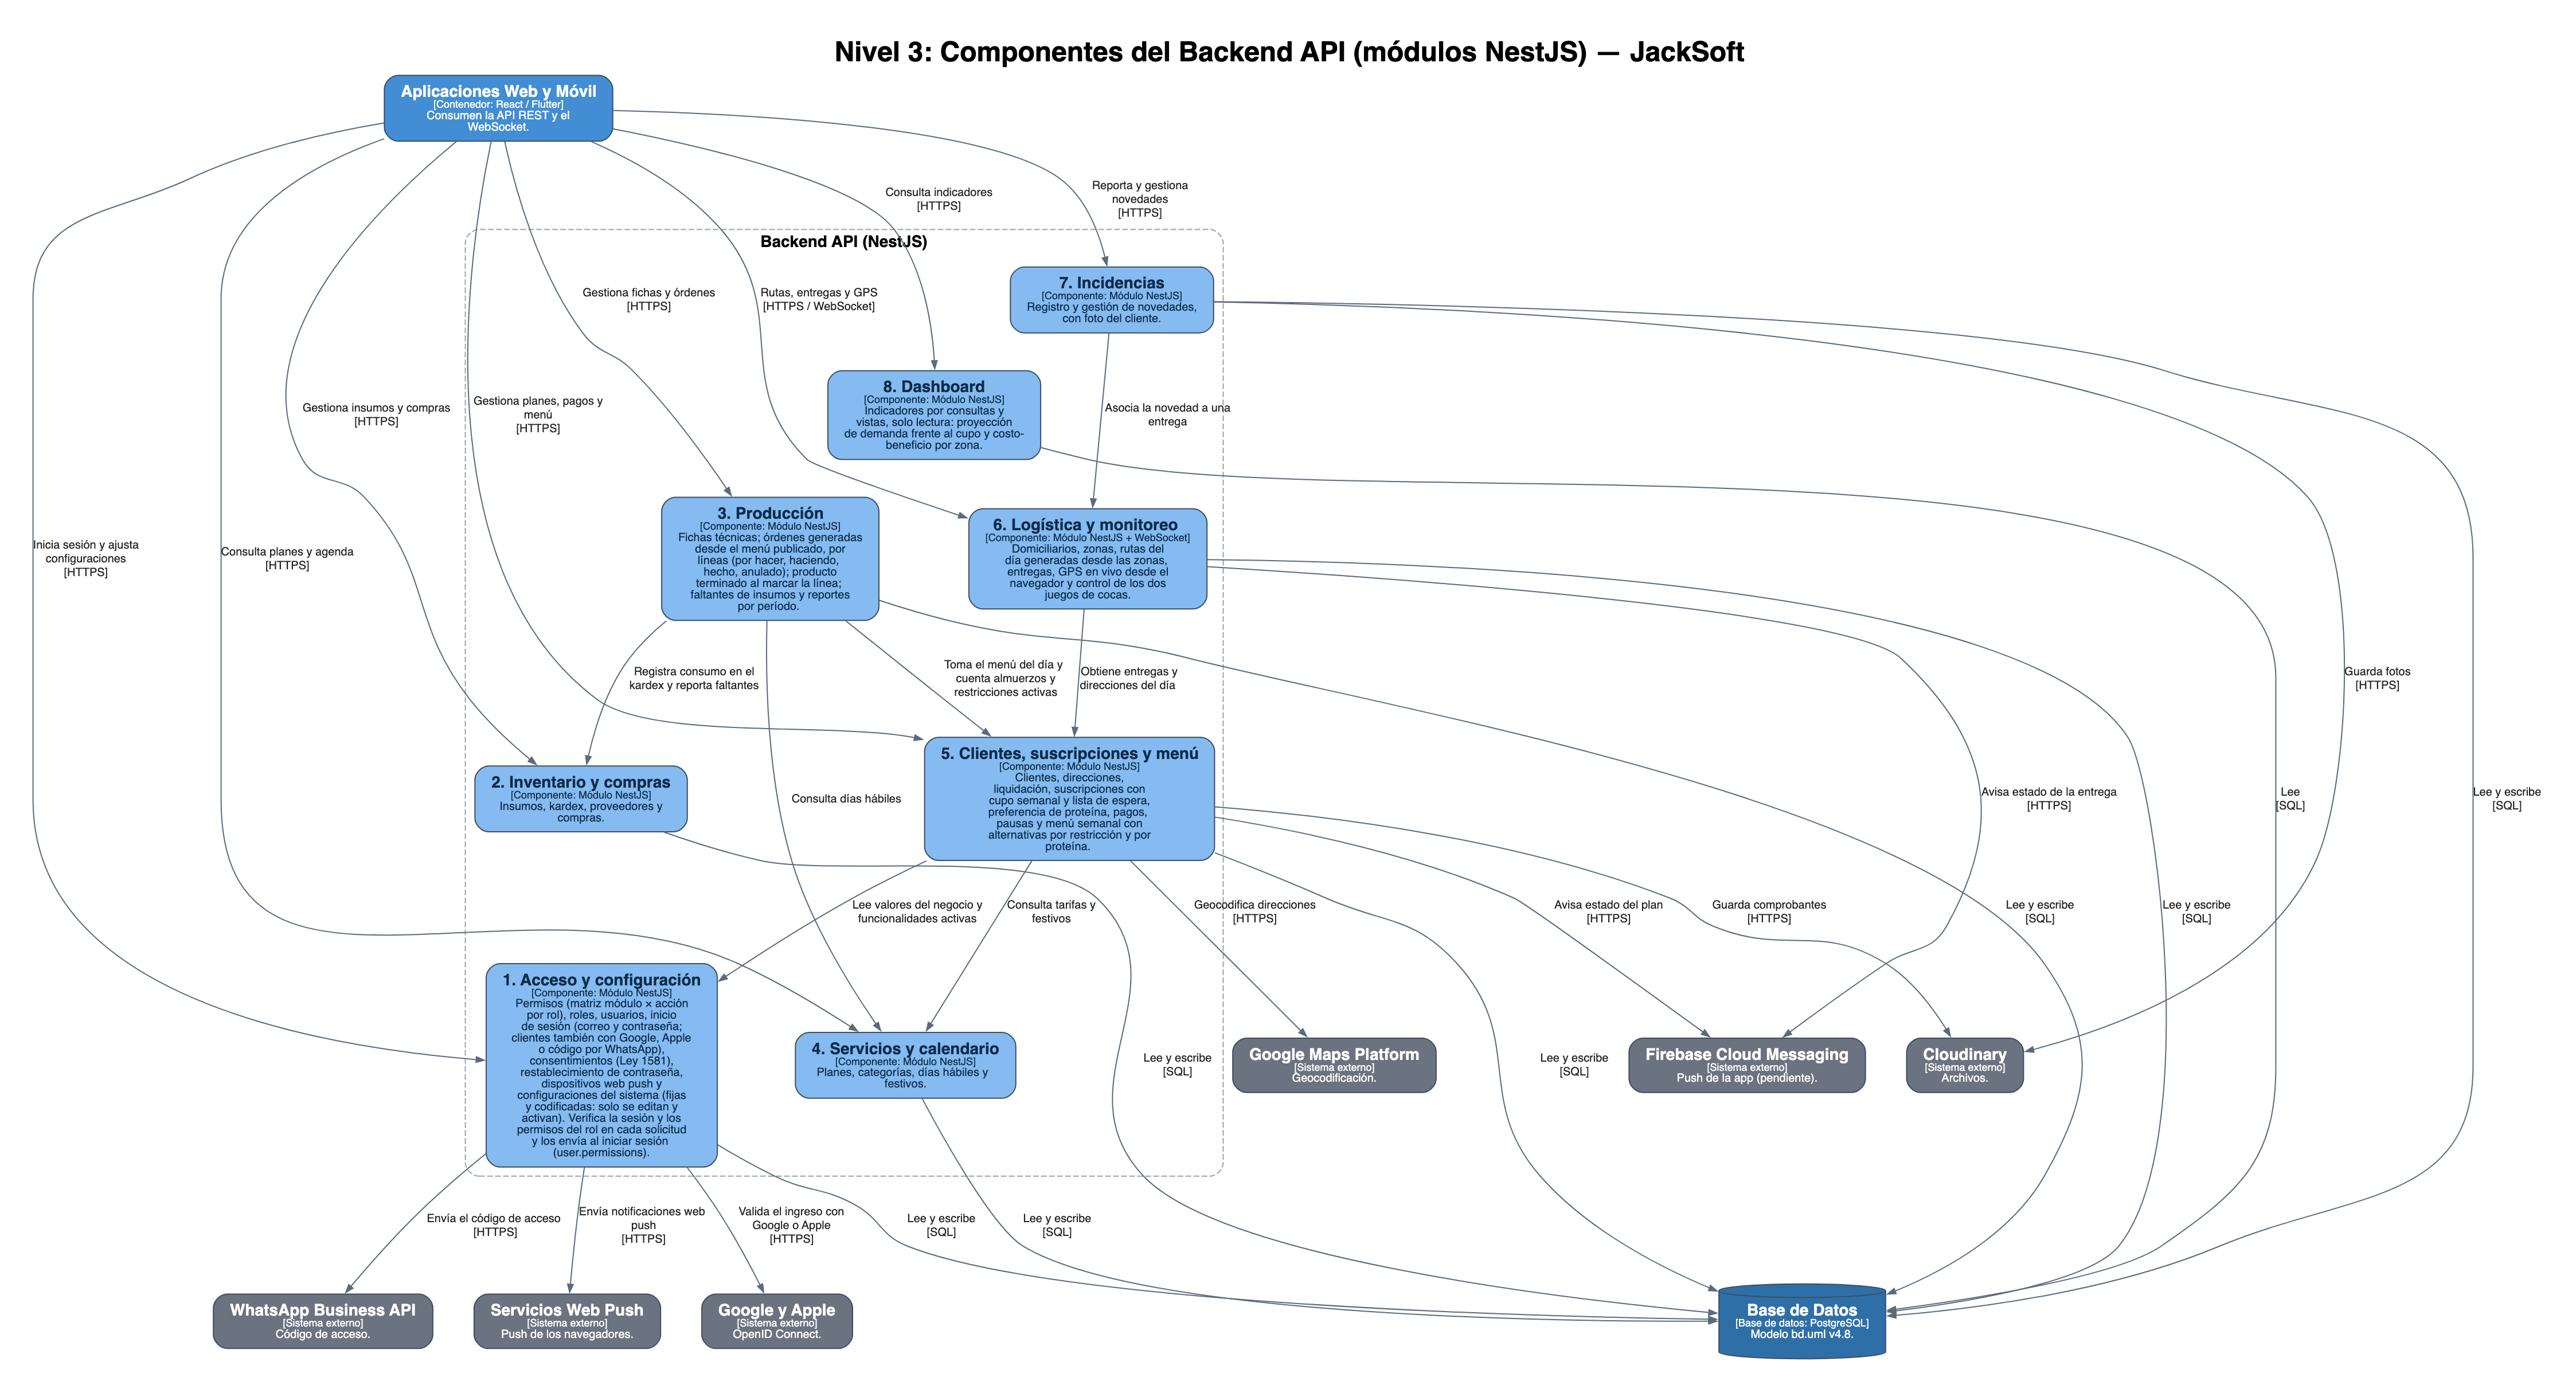 Nivel 3: Componentes del Backend API (módulos NestJS) — JackSoft
Aplicaciones Web y Móvil
[Contenedor: React / Flutter]
Consumen la API REST y el
WebSocket.
Consulta indicadores
[HTTPS]
Reporta y gestiona
novedades
[HTTPS]
Backend API (NestJS)
7. Incidencias
[Componente: Módulo NestJS]
Registro y gestión de novedades,
con foto del cliente.
Gestiona fichas y órdenes
[HTTPS]
Rutas, entregas y GPS
[HTTPS / WebSocket]
8. Dashboard
[Componente: Módulo NestJS]
Indicadores por consultas y
vistas, solo lectura: proyección
de demanda frente al cupo y costo-
beneficio por zona.
Gestiona insumos y compras
[HTTPS]
Gestiona planes, pagos y
menú
[HTTPS]
Asocia la novedad a una
entrega
3. Producción
[Componente: Módulo NestJS]
Fichas técnicas; órdenes generadas
desde el menú publicado, por
líneas (por hacer, haciendo,
hecho, anulado); producto
terminado al marcar la línea;
faltantes de insumos y reportes
por período.
6. Logística y monitoreo
[Componente: Módulo NestJS + WebSocket]
Domiciliarios, zonas, rutas del
día generadas desde las zonas,
entregas, GPS en vivo desde el
navegador y control de los dos
juegos de cocas.
Inicia sesión y ajusta
configuraciones
[HTTPS]
Consulta planes y agenda
[HTTPS]
Registra consumo en el
kardex y reporta faltantes
Toma el menú del día y
cuenta almuerzos y
restricciones activas
Obtiene entregas y
direcciones del día
Guarda fotos
[HTTPS]
2. Inventario y compras
[Componente: Módulo NestJS]
Insumos, kardex, proveedores y
compras.
Consulta días hábiles
5. Clientes, suscripciones y menú
[Componente: Módulo NestJS]
Clientes, direcciones,
liquidación, suscripciones con
cupo semanal y lista de espera,
preferencia de proteína, pagos,
pausas y menú semanal con
alternativas por restricción y por
proteína.
Avisa estado de la entrega
[HTTPS]
Lee
[SQL]
Lee y escribe
[SQL]
Lee valores del negocio y
funcionalidades activas
Consulta tarifas y
festivos
Geocodifica direcciones
[HTTPS]
Avisa estado del plan
[HTTPS]
Guarda comprobantes
[HTTPS]
Lee y escribe
[SQL]
Lee y escribe
[SQL]
1. Acceso y configuración
[Componente: Módulo NestJS]
Permisos (matriz módulo × acción
por rol), roles, usuarios, inicio
de sesión (correo y contraseña;
clientes también con Google, Apple
o código por WhatsApp),
consentimientos (Ley 1581),
restablecimiento de contraseña,
dispositivos web push y
configuraciones del sistema (fijas
y codificadas: solo se editan y
activan). Verifica la sesión y los
permisos del rol en cada solicitud
y los envía al iniciar sesión
(user.permissions).
4. Servicios y calendario
[Componente: Módulo NestJS]
Planes, categorías, días hábiles y
festivos.
Lee y escribe
[SQL]
Google Maps Platform
[Sistema externo]
Geocodificación.
Lee y escribe
[SQL]
Firebase Cloud Messaging
[Sistema externo]
Push de la app (pendiente).
Cloudinary
[Sistema externo]
Archivos.
Envía el código de acceso
[HTTPS]
Envía notificaciones web
push
[HTTPS]
Valida el ingreso con
Google o Apple
[HTTPS]
Lee y escribe
[SQL]
Lee y escribe
[SQL]
WhatsApp Business API
[Sistema externo]
Código de acceso.
Servicios Web Push
[Sistema externo]
Push de los navegadores.
Google y Apple
[Sistema externo]
OpenID Connect.
Base de Datos
[Base de datos: PostgreSQL]
Modelo bd.uml v4.8.